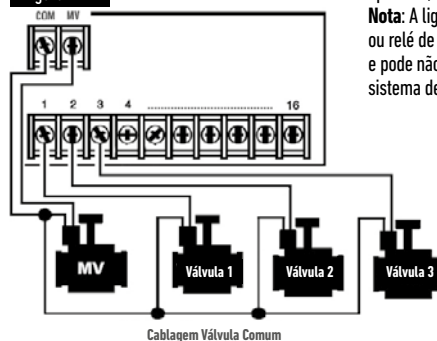 COM MV
1 2 3 4 16
MV
Válvula 1
Válvula 2
Válvula 3
Cablagem Válvula Comum
Nota: A lig
ou relé de
e pode não
sistema de